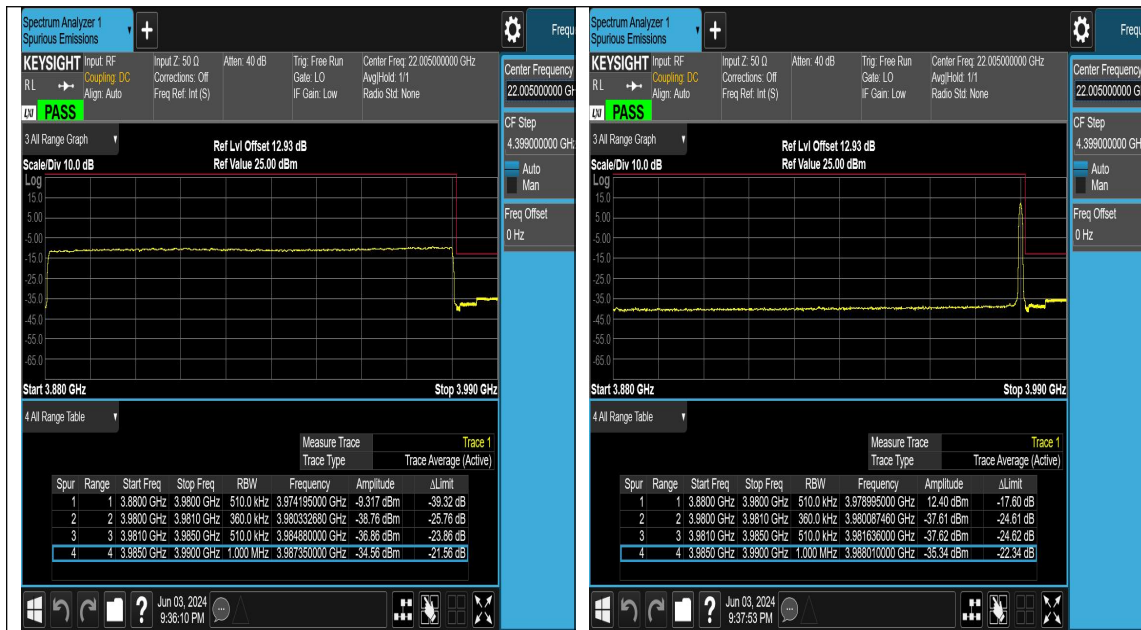 Spectrum Analyzer 1
Spurious Emissions
+
Frequ
KEYSIGHT Input: RF Input Z: 50 Ω Atten: 40 dB Trig: Free Run Center Freq: 22.005000000 GHz
RL Coupling: DC Corrections: Off Gate: LO Avg|Hold: 1/1
Align: Auto Freq Ref: Int (S) IF Gain: Low Radio Std: None
LXI PASS
Center Frequency
22.005000000 GH
CF Step
4.399000000 GHz
Auto
Man
Freq Offset
0 Hz
3 All Range Graph
Ref Lvl Offset 12.93 dB
Scale/Div 10.0 dB Ref Value 25.00 dBm
Log
15.0
5.00
-5.00
-15.0
-25.0
-35.0
-45.0
-55.0
-65.0
Start 3.880 GHz Stop 3.990 GHz
4 All Range Table
Measure Trace Trace 1
Trace Type Trace Average (Active)
Spur Range Start Freq Stop Freq RBW Frequency Amplitude ΔLimit
1 1 3.8800 GHz 3.9800 GHz 510.0 kHz 3.974195000 GHz -9.317 dBm -39.32 dB
2 2 3.9800 GHz 3.9810 GHz 360.0 kHz 3.980332680 GHz -38.76 dBm -25.76 dB
3 3 3.9810 GHz 3.9850 GHz 510.0 kHz 3.984880000 GHz -36.86 dBm -23.86 dB
4 4 3.9850 GHz 3.9900 GHz 1.000 MHz 3.987350000 GHz -34.56 dBm -21.56 dB
? Jun 03, 2024
9:36:10 PM
Spectrum Analyzer 1
Spurious Emissions
+
Frequ
KEYSIGHT Input: RF Input Z: 50 Ω Atten: 40 dB Trig: Free Run Center Freq: 22.005000000 GHz
RL Coupling: DC Corrections: Off Gate: LO Avg|Hold: 1/1
Align: Auto Freq Ref: Int (S) IF Gain: Low Radio Std: None
LXI PASS
Center Frequency
22.005000000 G
CF Step
4.399000000 GH
Auto
Man
Freq Offset
0 Hz
3 All Range Graph
Ref Lvl Offset 12.93 dB
Scale/Div 10.0 dB Ref Value 25.00 dBm
Log
15.0
5.00
-5.00
-15.0
-25.0
-35.0
-45.0
-55.0
-65.0
Start 3.880 GHz Stop 3.990 GHz
4 All Range Table
Measure Trace Trace 1
Trace Type Trace Average (Active)
Spur Range Start Freq Stop Freq RBW Frequency Amplitude ΔLimit
1 1 3.8800 GHz 3.9800 GHz 510.0 kHz 3.978995000 GHz 12.40 dBm -17.60 dB
2 2 3.9800 GHz 3.9810 GHz 360.0 kHz 3.980087460 GHz -37.61 dBm -24.61 dB
3 3 3.9810 GHz 3.9850 GHz 510.0 kHz 3.981636000 GHz -37.62 dBm -24.62 dB
4 4 3.9850 GHz 3.9900 GHz 1.000 MHz 3.988010000 GHz -35.34 dBm -22.34 dB
? Jun 03, 2024
9:37:53 PM